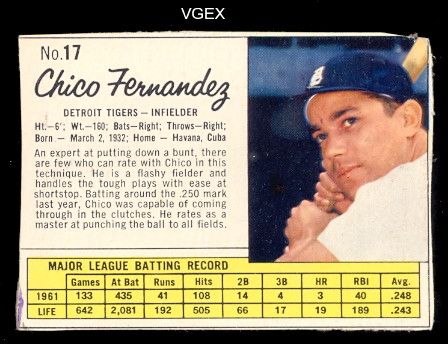 VGEX
No.17
Chico Fernandez
DETROIT TIGERS — INFIELDER
Ht.—6'; Wt.—160; Bats—Right; Throws—Right;
Born — March 2, 1932; Home — Havana, Cuba
An expert at putting down a bunt, there
are few who can rate with Chico in this
technique. He is a flashy fielder and
handles the tough plays with ease at
shortstop. Batting around the .250 mark
last year, Chico was capable of coming
through in the clutches. He rates as a
master at punching the ball to all fields.
B
MAJOR LEAGUE BATTING RECORD
Games At Bat Runs Hits 2B 3B HR RBI Avg.
1961 133 435 41 108 14 4 3 40 .248
LIFE 642 2,081 192 505 66 17 19 189 .243